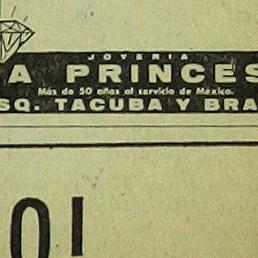 JOYERIA
A PRINCES
Más de 50 años al servicio de México.
SQ. TACUBA Y BRA
01